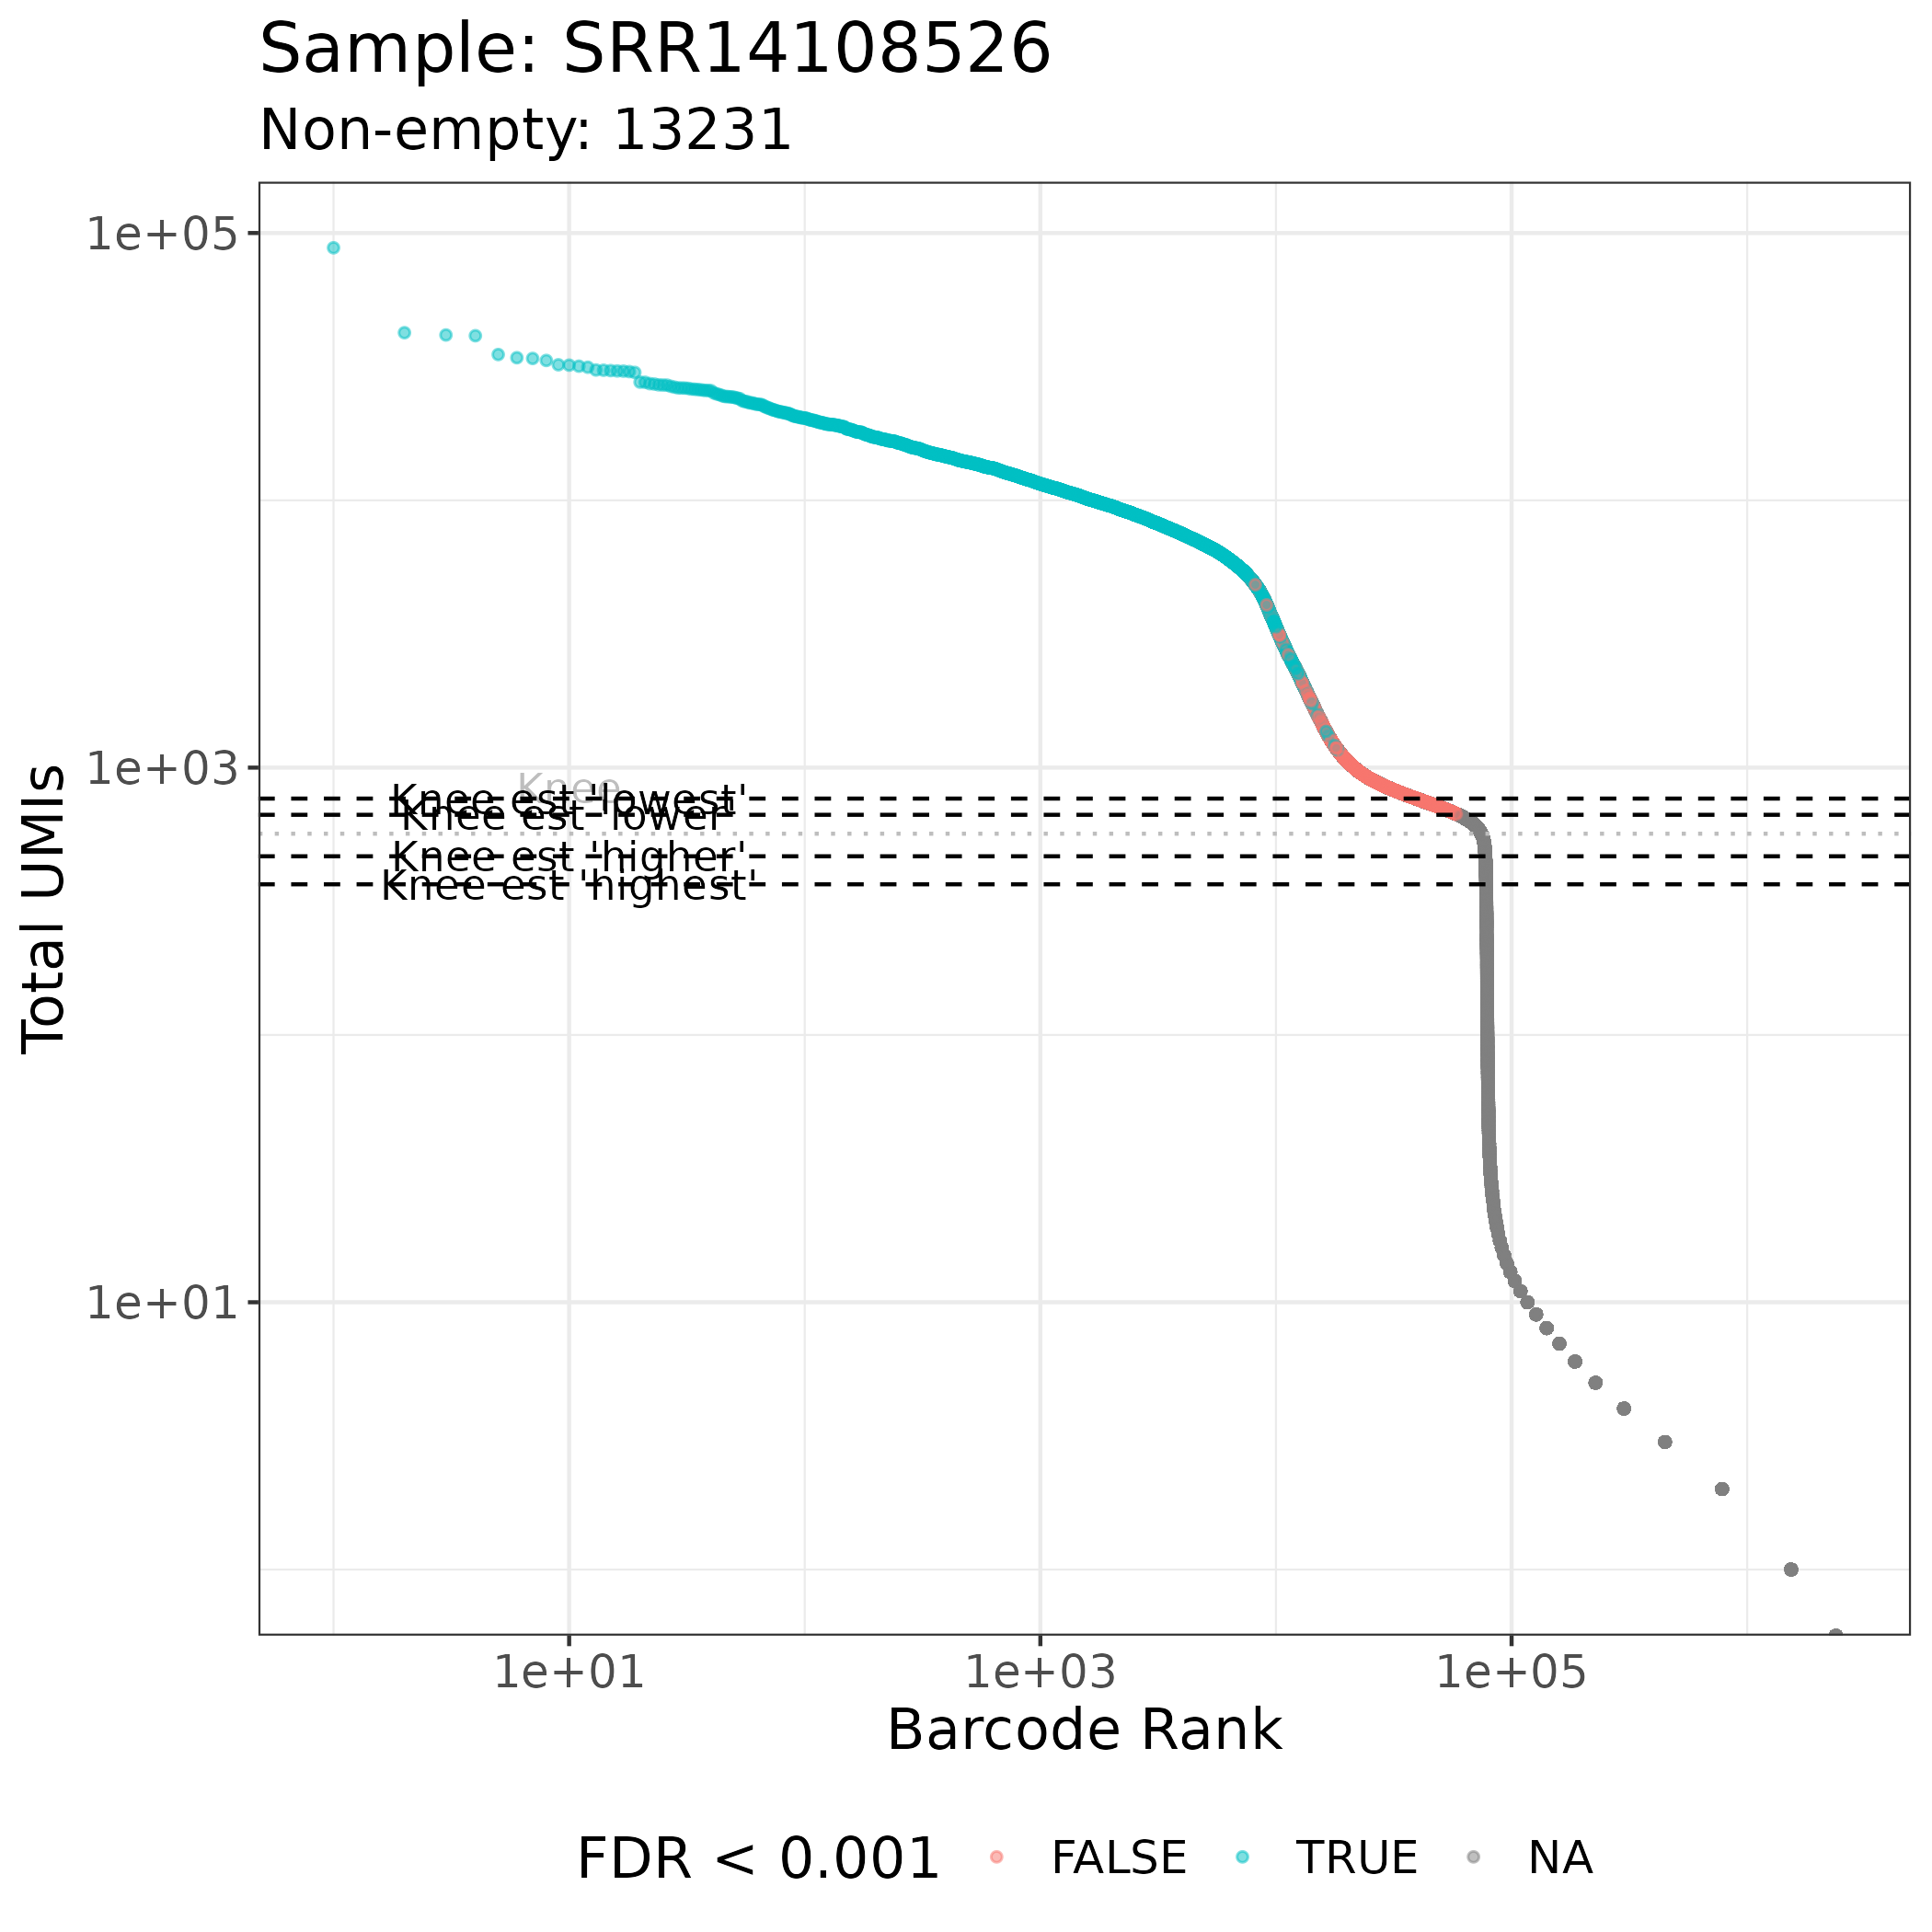 Sample: SRR14108526
Non-empty: 13231
1e+05
1e+03
1e+01
Total UMIs
Knee
Knee est 'lowest'
Knee est 'lower'
Knee est 'higher'
Knee est 'highest'
1e+01 1e+03 1e+05
Barcode Rank
FDR < 0.001 FALSE TRUE NA